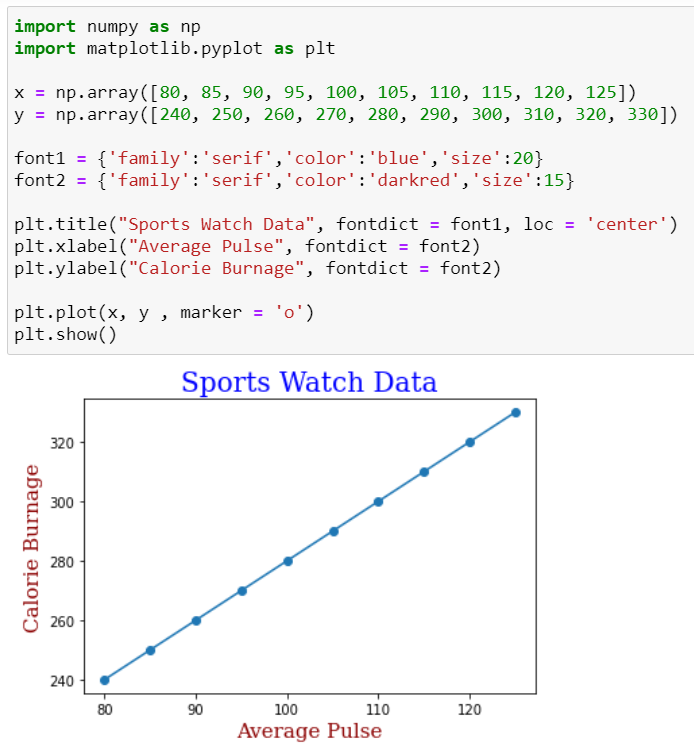 import numpy as np
import matplotlib.pyplot as plt
x = np.array([80, 85, 90, 95, 100, 105, 110, 115, 120, 125])
y = np.array([240, 250, 260, 270, 280, 290, 300, 310, 320, 330])
font1 = {'family':'serif','color':'blue','size':20}
font2 = {'family':'serif','color':'darkred','size':15}
plt.title("Sports Watch Data", fontdict = font1, loc = 'center')
plt.xlabel("Average Pulse", fontdict = font2)
plt.ylabel("Calorie Burnage", fontdict = font2)
plt.plot(x, y , marker = 'o')
plt.show()
Sports Watch Data
Calorie Burnage
320
300
280
260
240
80 90 100 110 120
Average Pulse